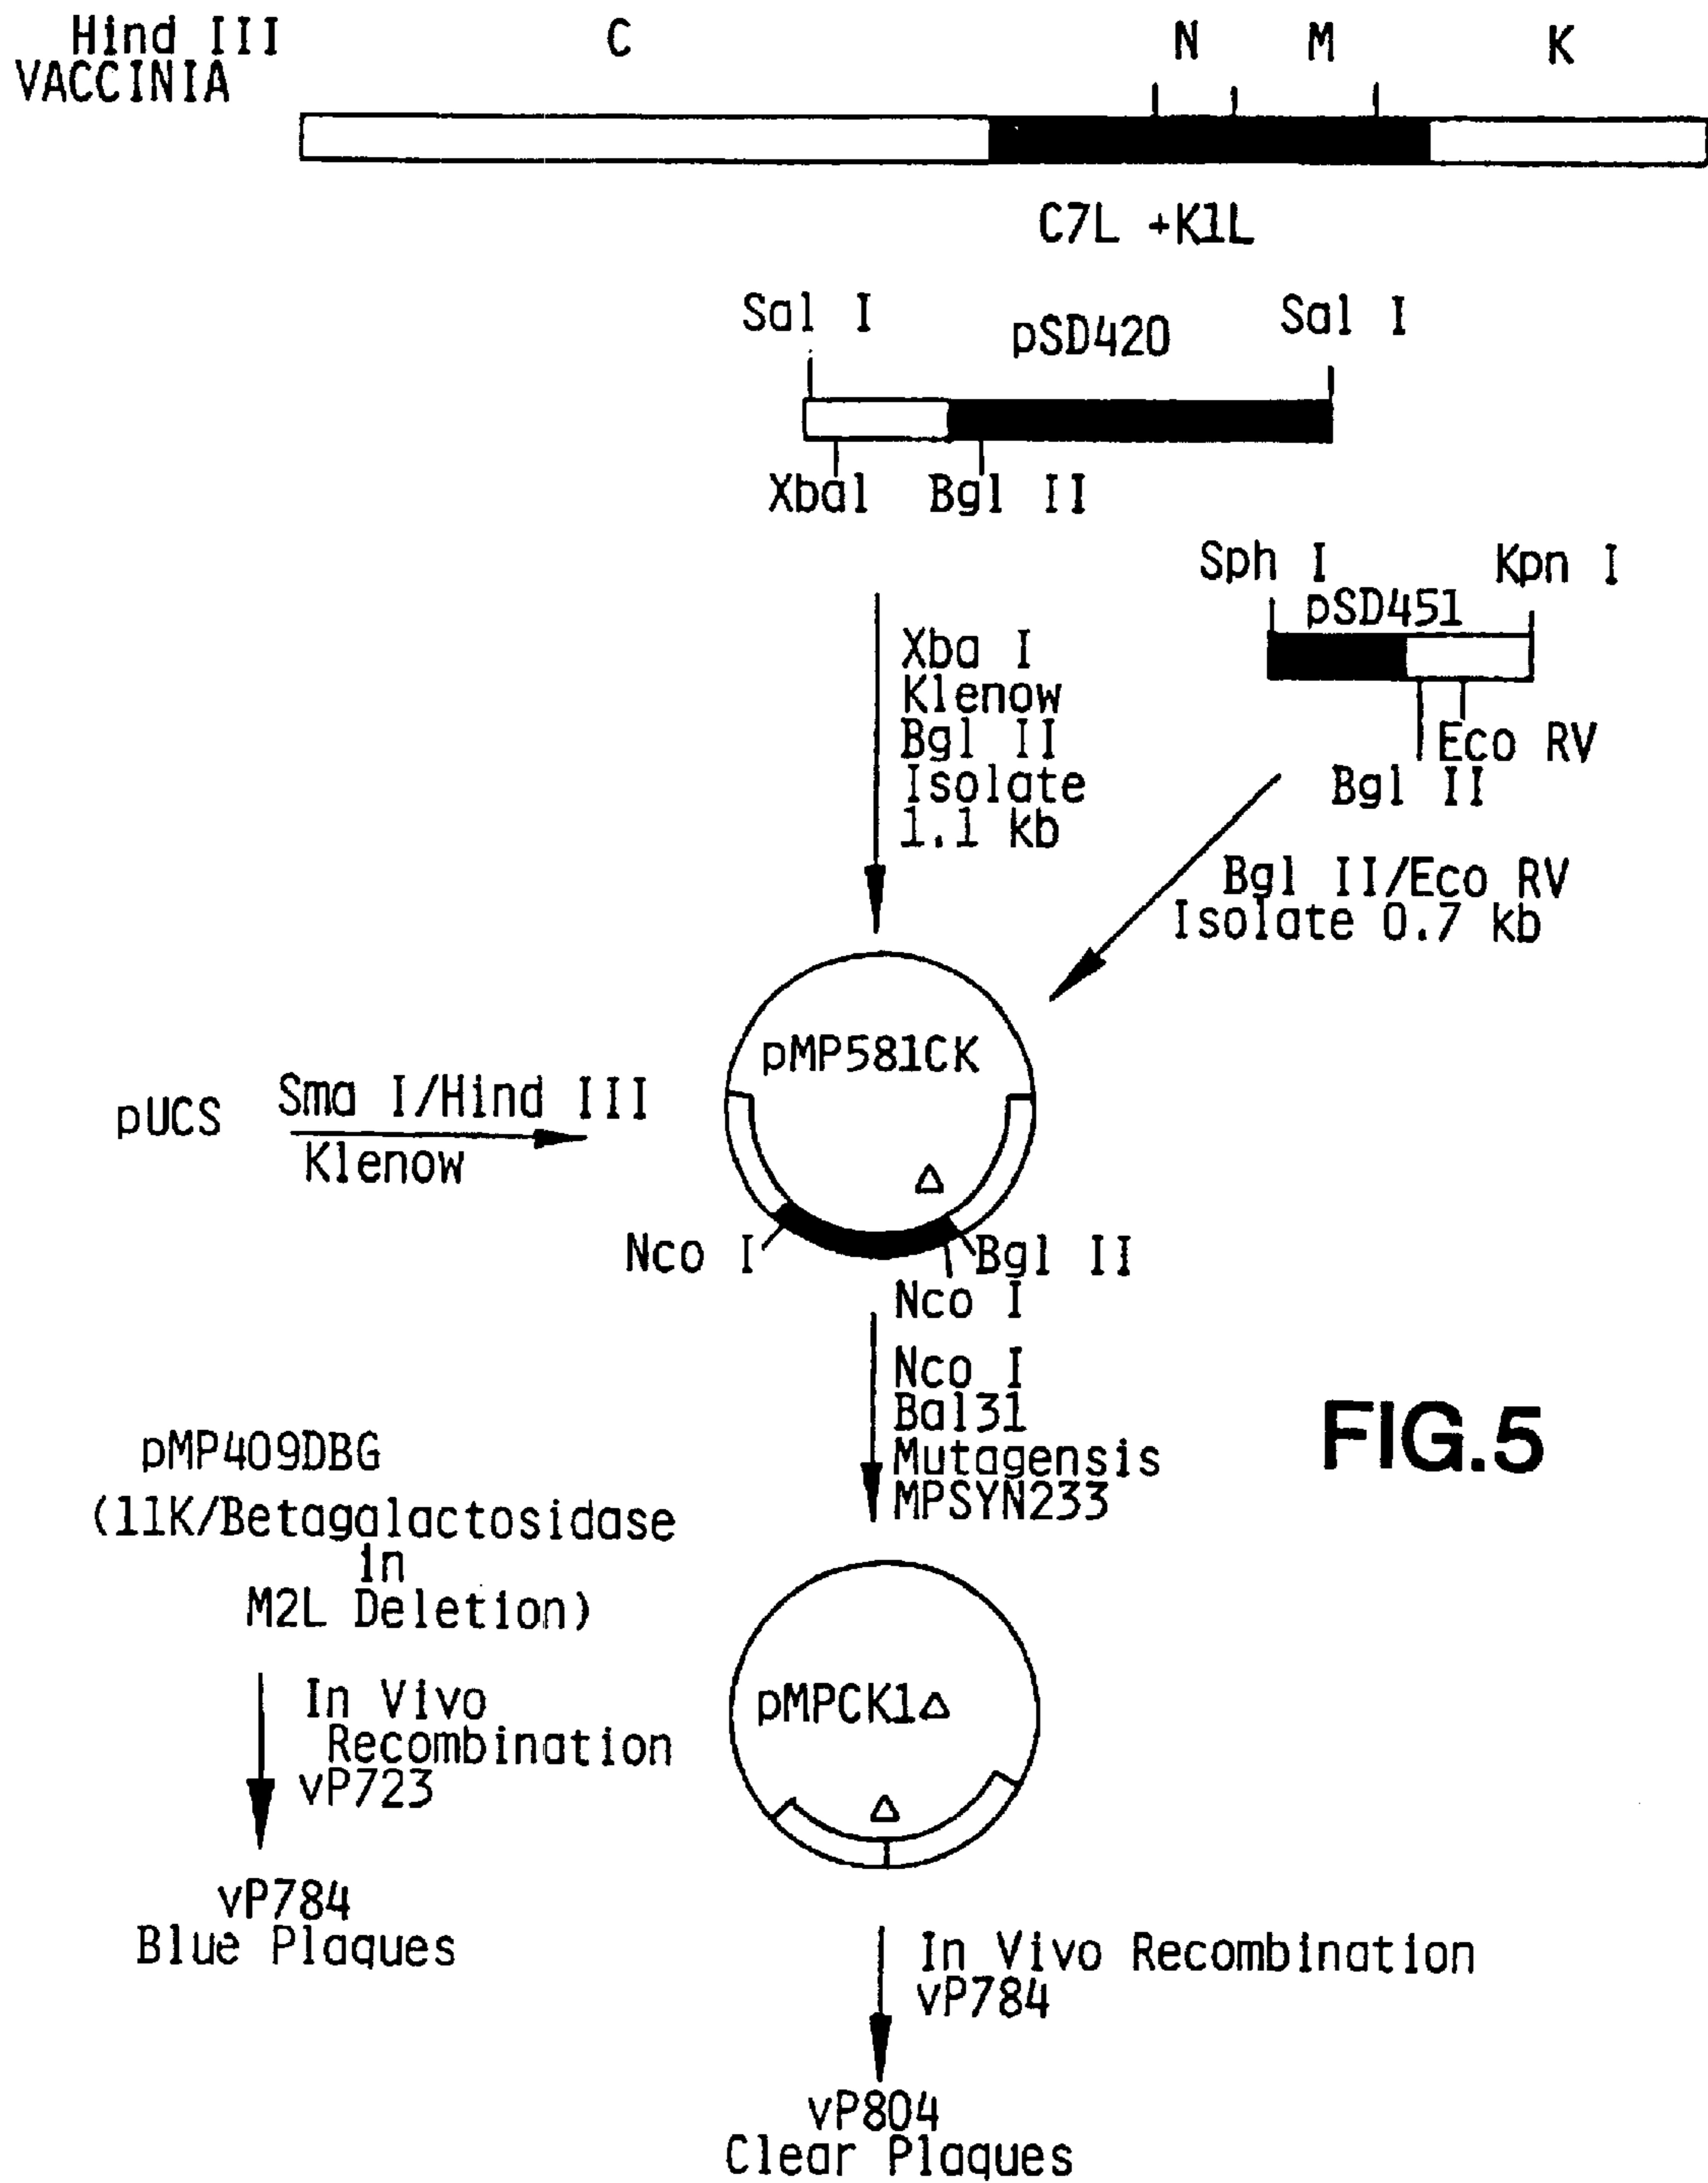 Hind III
VACCINIA
C N M K
C7L +K1L
Sal I
pSD420
Sal I
Xbal
Bgl II
Sph I
Kpn I
pSD451
Eco RV
Bgl II
Xba I
Klenow
Bgl II
Isolate
1.1 kb
Bgl II/Eco RV
Isolate 0.7 kb
pMP581CK
pUCS
Sma I/Hind III
Klenow
Δ
Nco I
Bgl II
Nco I
Nco I
Bal31
Mutagensis
MPSYN233
FIG.5
pMP409DBG
(11K/Betagalactosidase
in
M2L Deletion)
In Vivo
Recombination
vP723
vP784
Blue Plaques
pMPCK1Δ
Δ
In Vivo Recombination
vP784
vP804
Clear Plaques